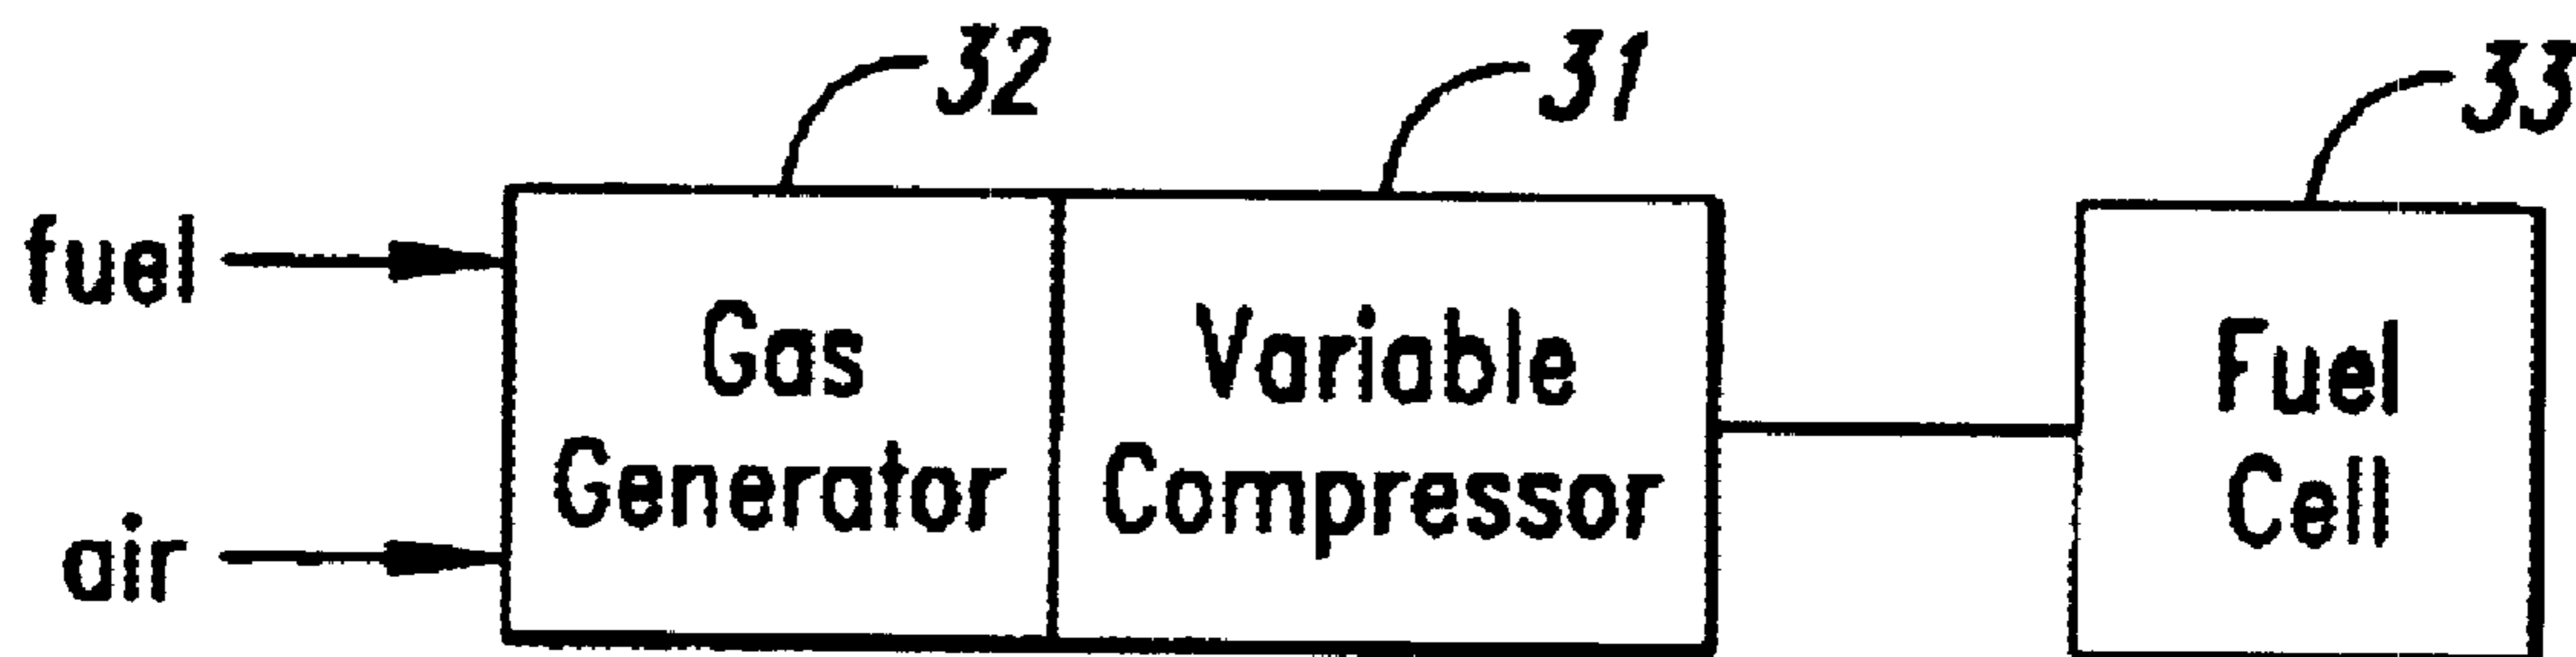 32
31
33
fuel
Gas
Generator
Variable
Compressor
Fuel
Cell
air